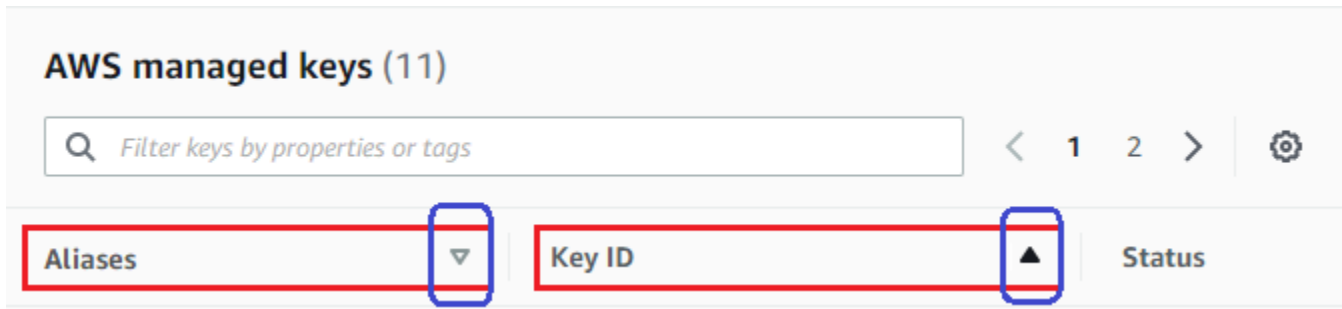 AWS managed keys (11)
Filter keys by properties or tags
1 2
Aliases Key ID Status